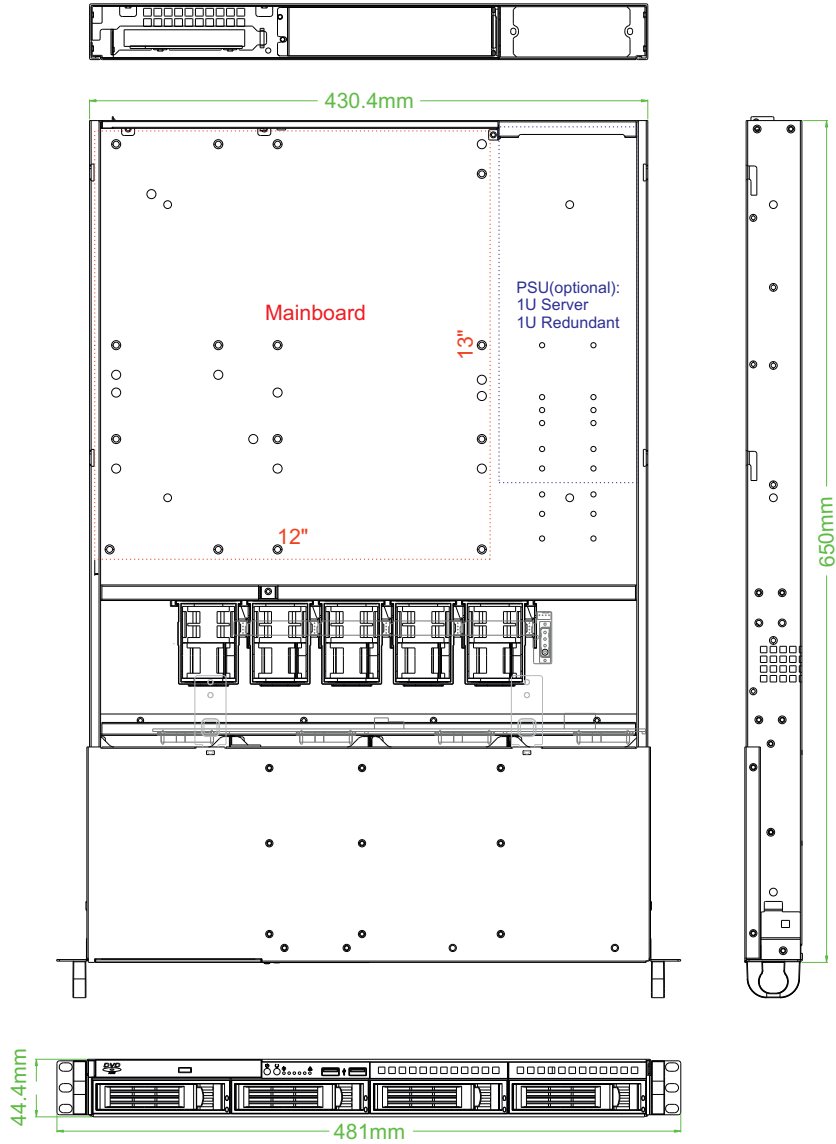 430.4mm
PSU(optional):
1U Server
1U Redundant
Mainboard
13"
12"
650mm
DVD
44.4mm
481mm